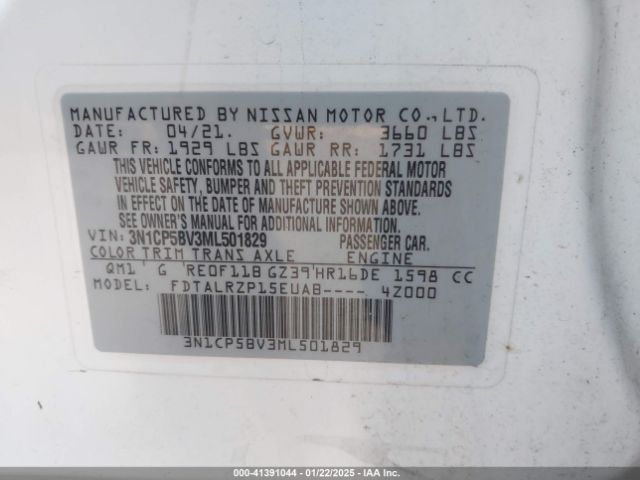 MANUFACTURED BY NISSAN MOTOR CO., LTD.
DATE: 04/21. GVWR: 3660 LBS
GAWR FR: 1929 LBS GAWR RR: 1731 LBS
THIS VEHICLE CONFORMS TO ALL APPLICABLE FEDERAL MOTOR
VEHICLE SAFETY, BUMPER AND THEFT PREVENTION STANDARDS
IN EFFECT ON THE DATE OF MANUFACTURE SHOWN ABOVE.
SEE OWNER'S MANUAL FOR ADDITIONAL INFORMATION.
VIN: 3N1CP5BV3ML501829 PASSENGER CAR.
COLOR TRIM TRANS AXLE ENGINE
QM1 G RE0F11B GZ39 HR16DE 1598 CC
MODEL: FDTALRZP15EUAB---- 4Z000
3N1CP5BV3ML501829
000-41391044 | 01/22/2025 - IAA Inc.